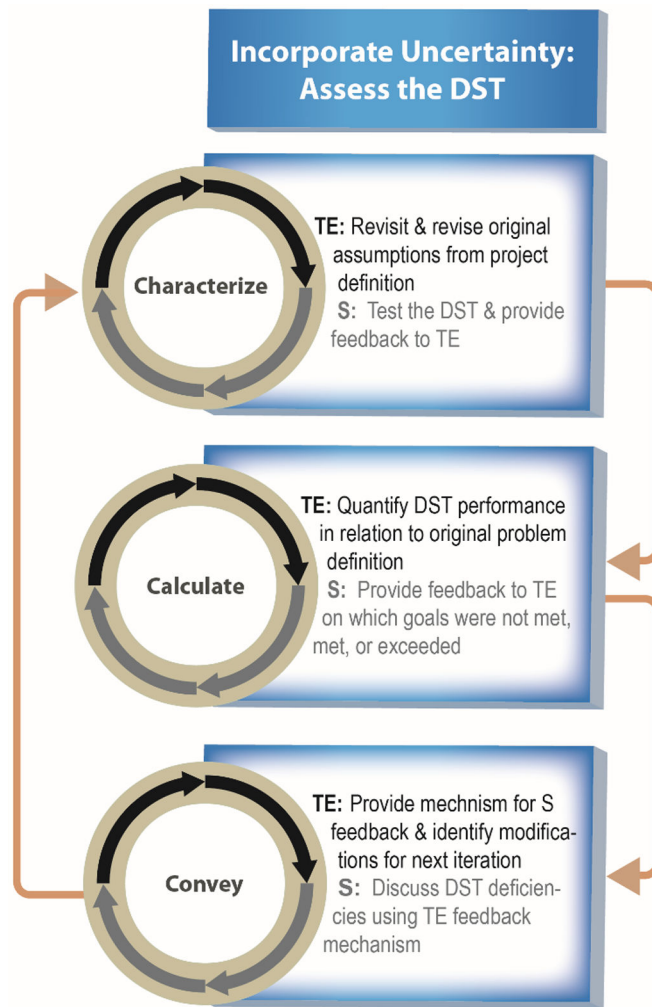 Incorporate Uncertainty:
Assess the DST
Characterize
TE: Revisit & revise original
assumptions from project
definition
S: Test the DST & provide
feedback to TE
Calculate
TE: Quantify DST performance
in relation to original problem
definition
S: Provide feedback to TE
on which goals were not met,
met, or exceeded
Convey
TE: Provide mechnism for S
feedback & identify modifica-
tions for next iteration
S: Discuss DST deficien-
cies using TE feedback
mechanism